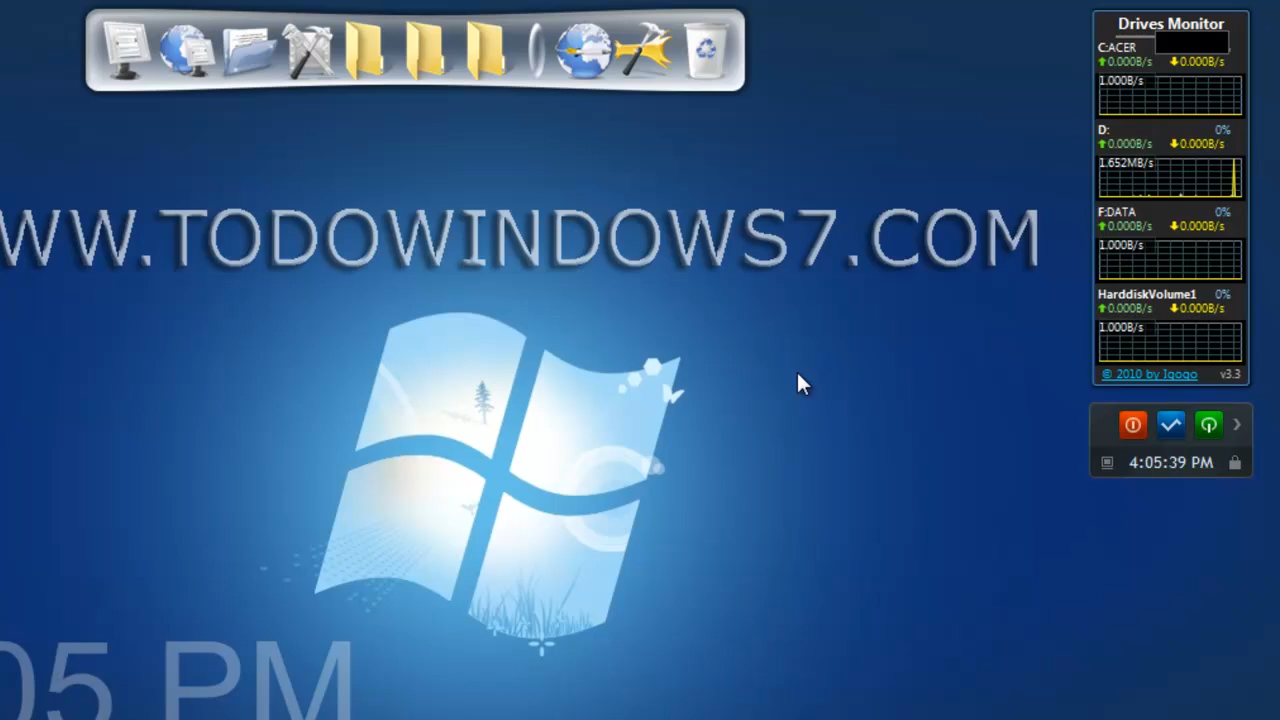 Drives Monitor
C:ACER
0.000B/s 0.000B/s
1.000B/s
D: 0%
0.000B/s 0.000B/s
1.652MB/s
WW.TODOWINDOWS7.COM
F:DATA 0%
0.000B/s 0.000B/s
1.000B/s
HarddiskVolume1 0%
0.000B/s 0.000B/s
1.000B/s
© 2010 by Igogo v3.3
4:05:39 PM
05 PM